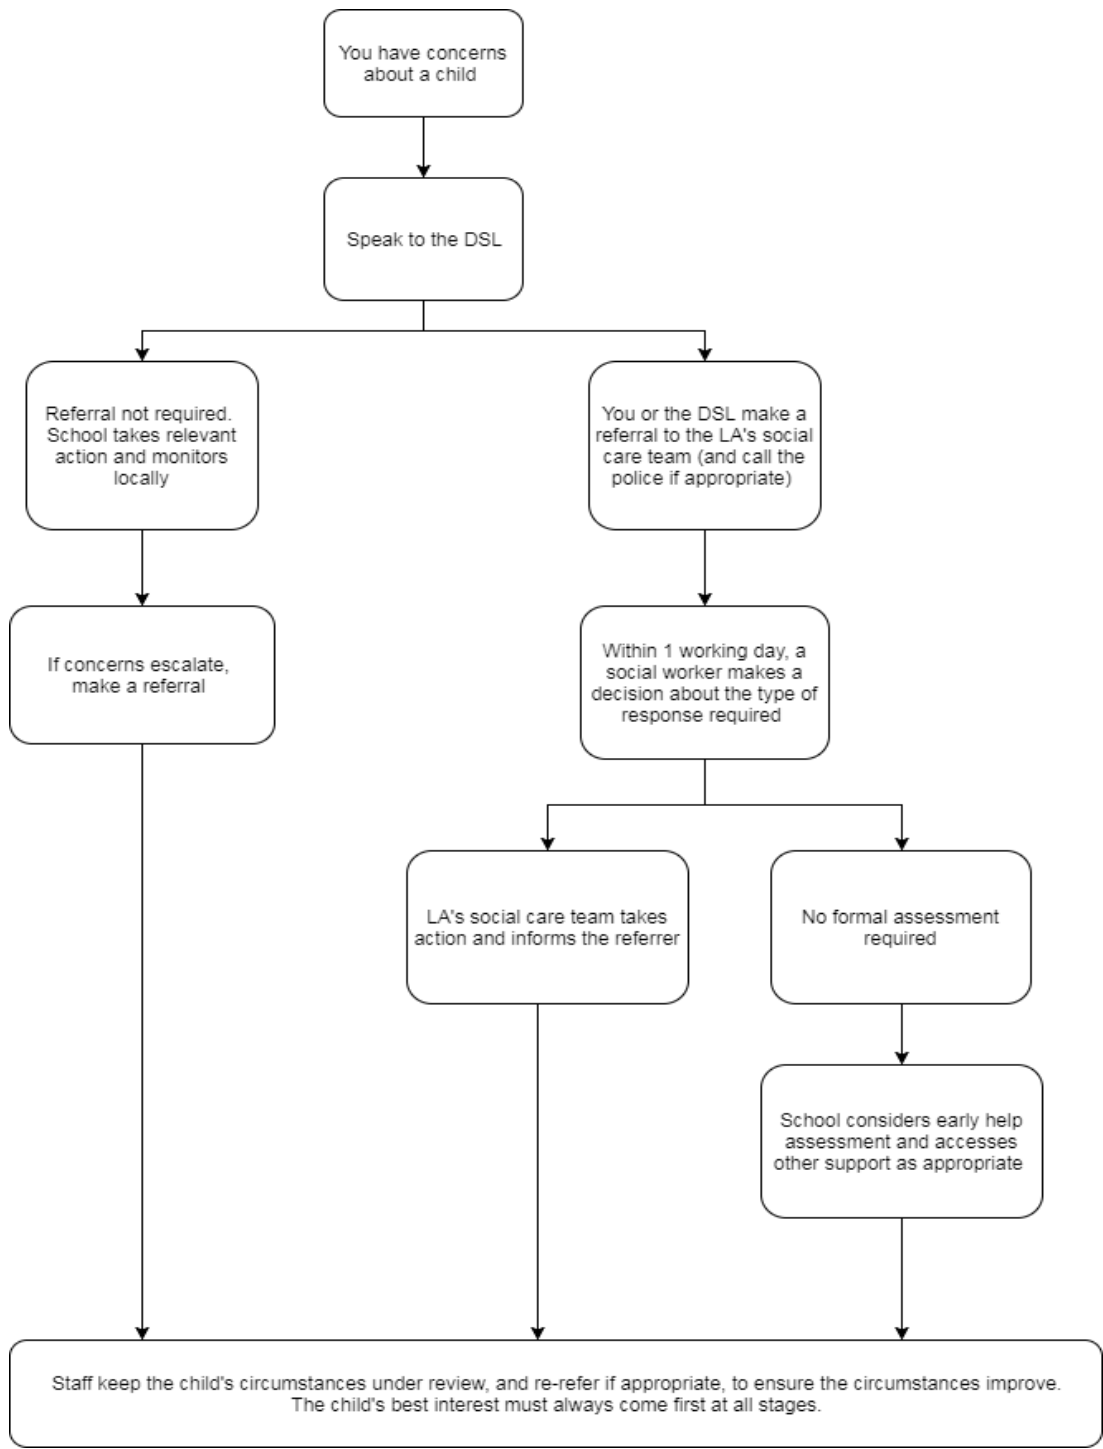 You have concerns
about a child
Speak to the DSL
Referral not required.
School takes relevant
action and monitors
locally
You or the DSL make a
referral to the LA's social
care team (and call the
police if appropriate)
If concerns escalate,
make a referral
Within 1 working day, a
social worker makes a
decision about the type of
response required
LA's social care team takes
action and informs the referrer
No formal assessment
required
School considers early help
assessment and accesses
other support as appropriate
Staff keep the child's circumstances under review, and re-refer if appropriate, to ensure the circumstances improve.
The child's best interest must always come first at all stages.